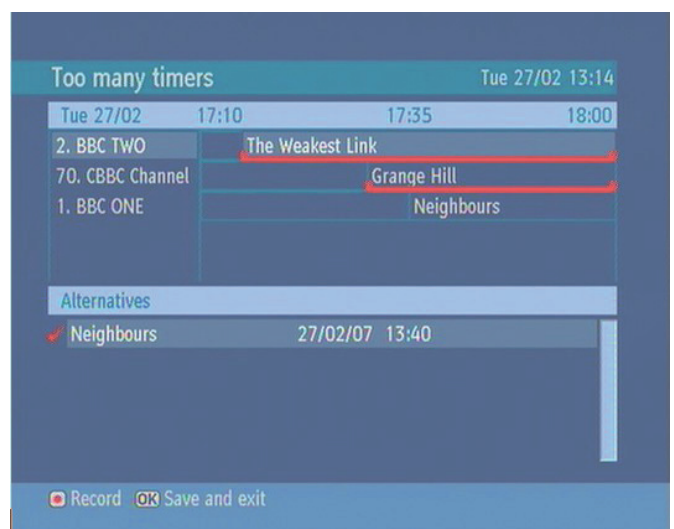 Too many timers Tue 27/02 13:14
Tue 27/02 17:10 17:35 18:00
2. BBC TWO The Weakest Link
70. CBBC Channel Grange Hill
1. BBC ONE Neighbours
Alternatives
Neighbours 27/02/07 13:40
Record OK Save and exit